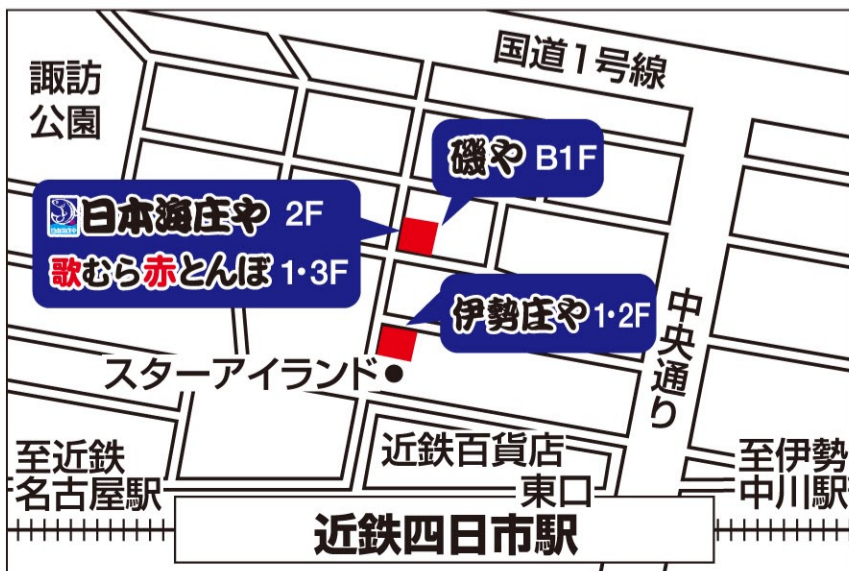 国道1号線
諏訪
公園
磯や B1F
日本海庄や 2F
歌むら赤とんぼ 1・3F
伊勢庄や 1・2F
中央通り
スターアイランド
近鉄百貨店
東口
至近鉄
名古屋駅
至伊勢
中川駅
近鉄四日市駅